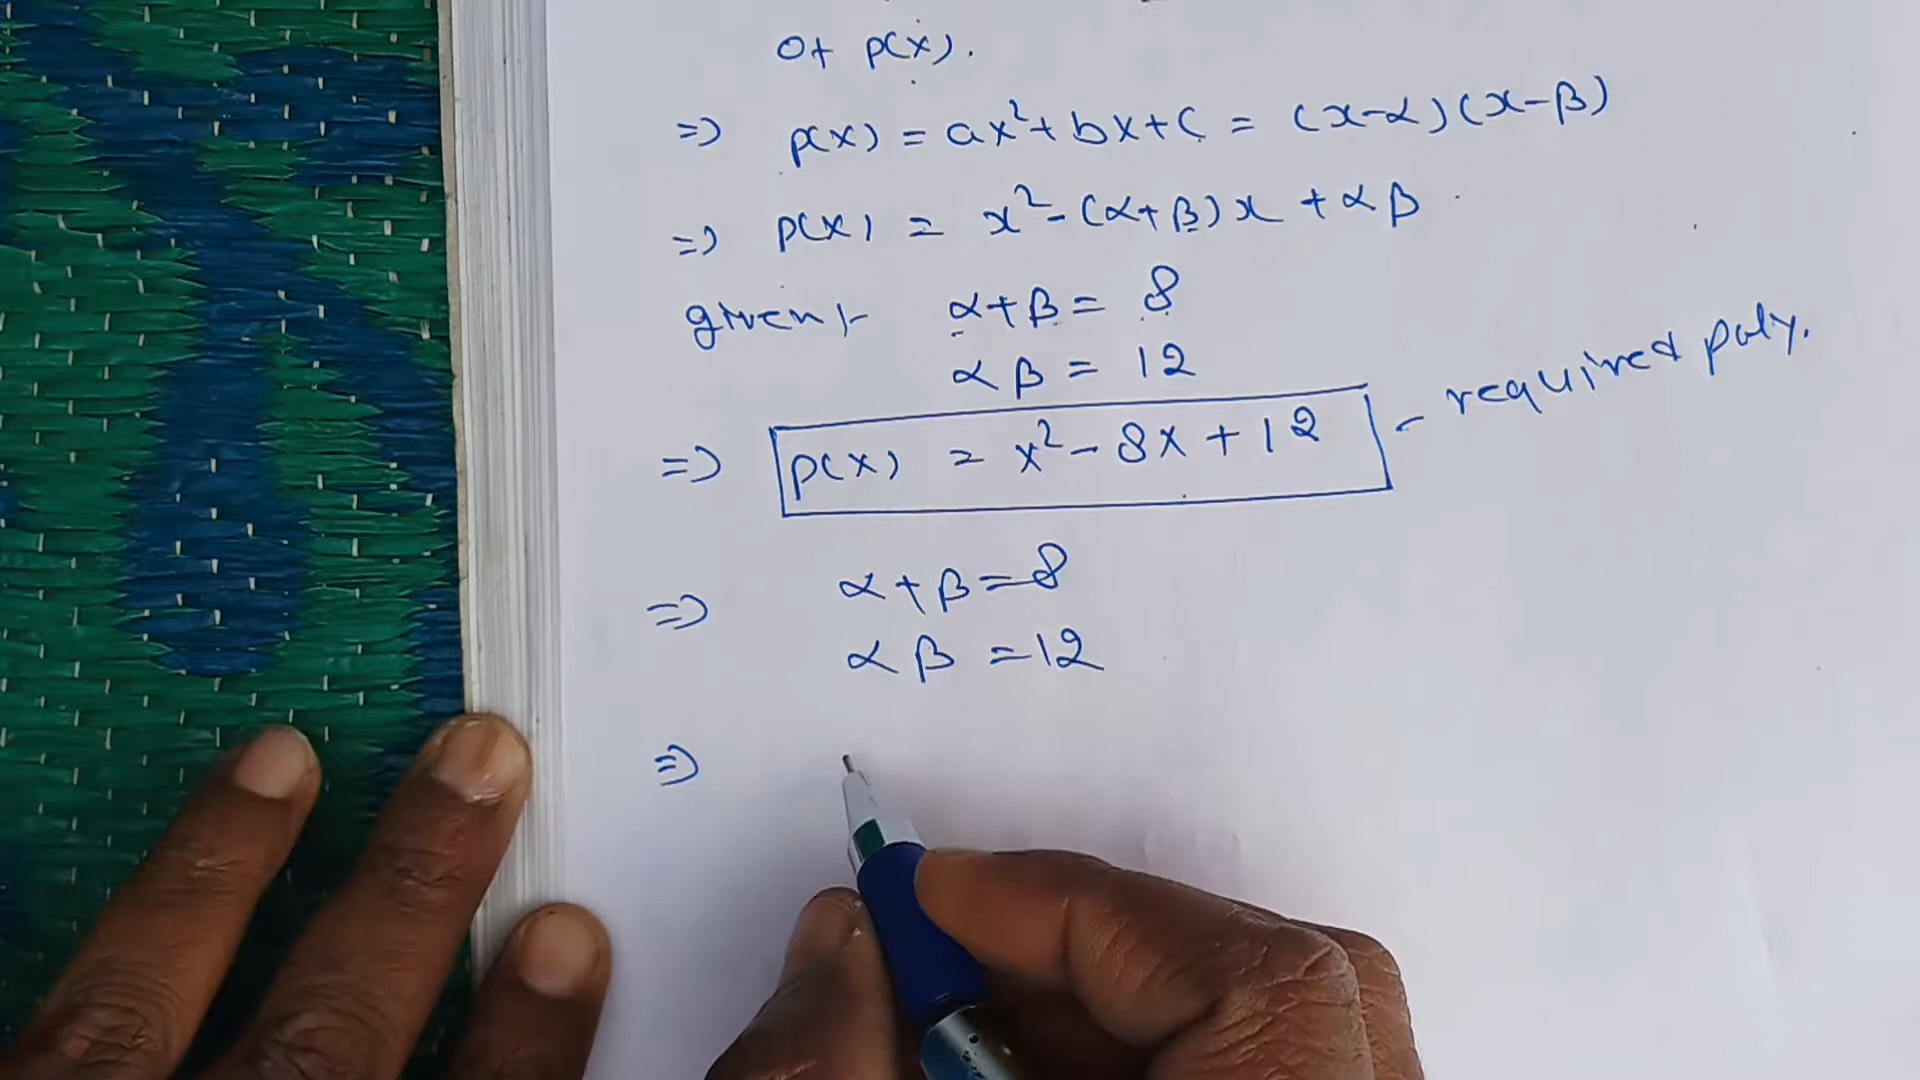 Of p(x).
=> p(x) = ax²+bx+c = (x-α)(x-β)
=> p(x) = x²-(α+β)x+αβ
given:- α+β= 8
αβ = 12
=> p(x) = x²-8x+12 - required poly.
=> α+β=8
αβ =12
=>